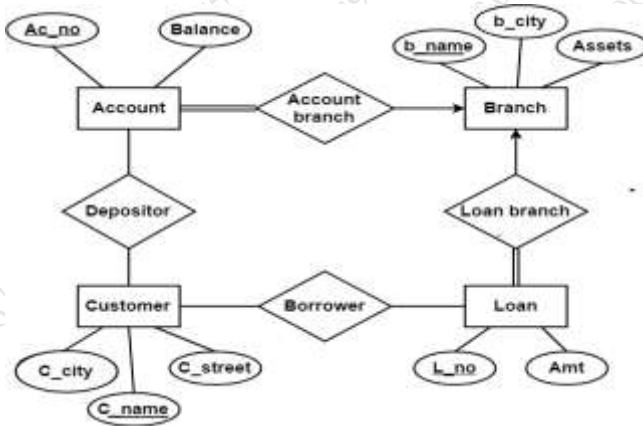 b_city
Ac_no
Balance
b_name
Assets
Account
Account
branch
Branch
Depositor
Loan branch
Customer
Borrower
Loan
C_city
C_street
L_no
Amt
C_name